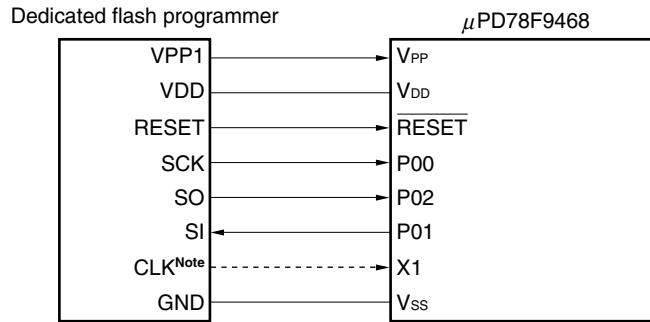 Dedicated flash programmer
μPD78F9468
VPP1 VPP
VDD VDD
RESET RESET
SCK P00
SO P02
SI P01
CLKNote X1
GND VSS